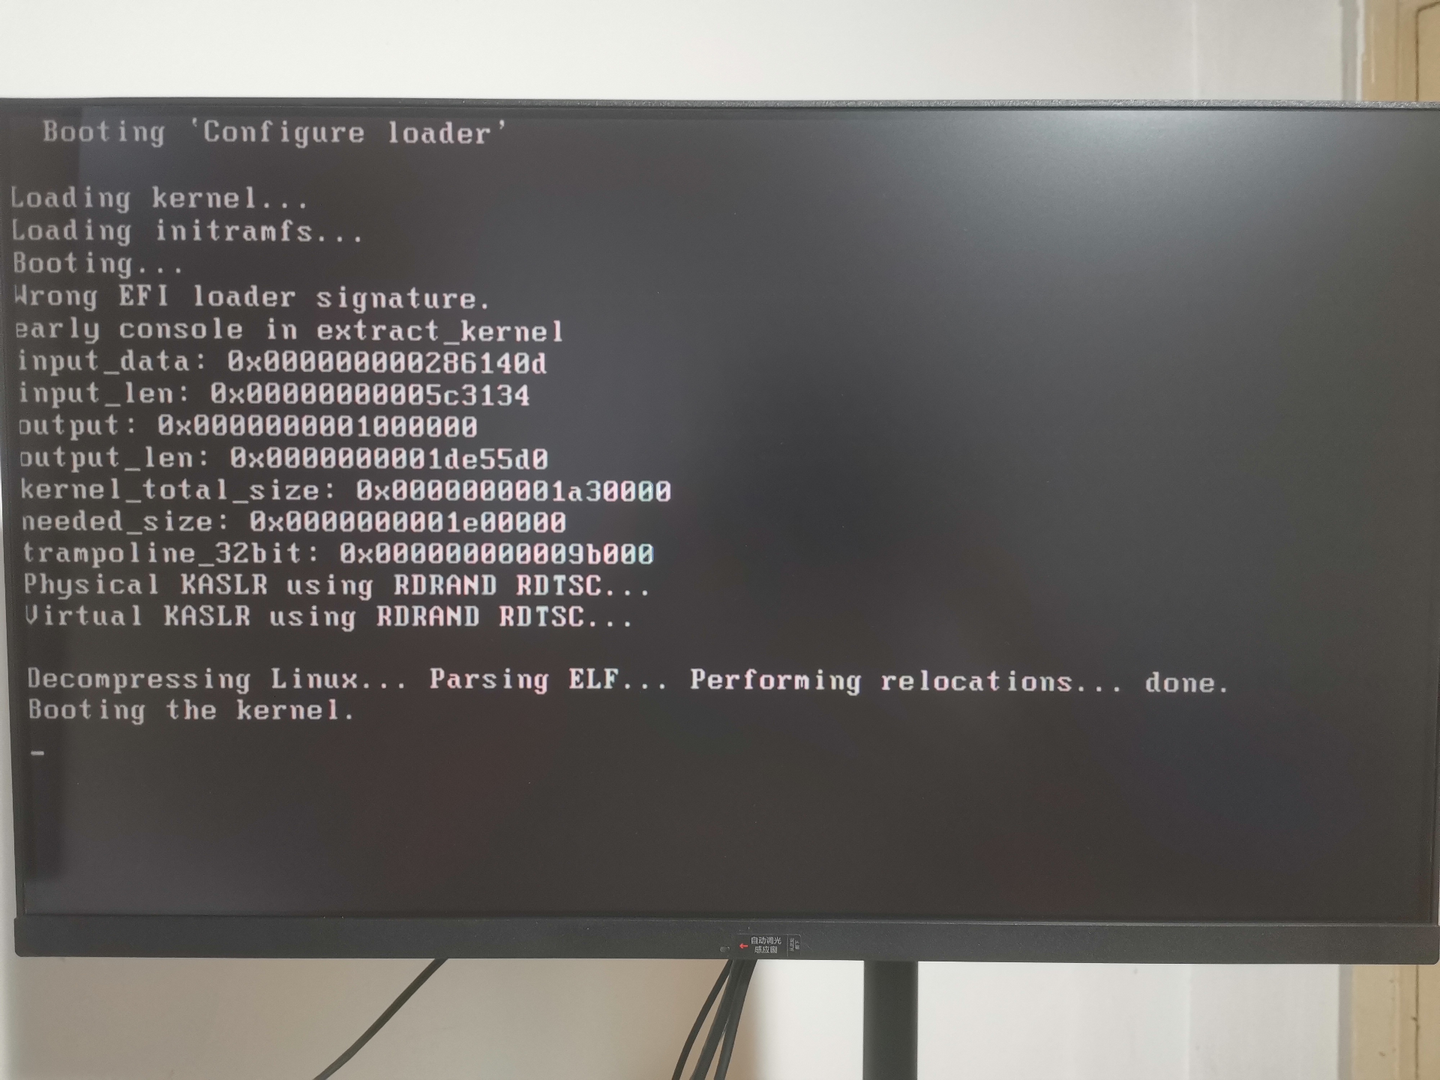 Booting 'Configure loader'
Loading kernel...
Loading initramfs...
Booting...
Wrong EFI loader signature.
early console in extract_kernel
input_data: 0x000000000286140d
input_len: 0x00000000005c3134
output: 0x0000000001000000
output_len: 0x0000000001de55d0
kernel_total_size: 0x0000000001a30000
needed_size: 0x0000000001e00000
trampoline_32bit: 0x000000000009b000
Physical KASLR using RDRAND RDTSC...
Virtual KASLR using RDRAND RDTSC...
Decompressing Linux... Parsing ELF... Performing relocations... done.
Booting the kernel.
自动调光
感应窗